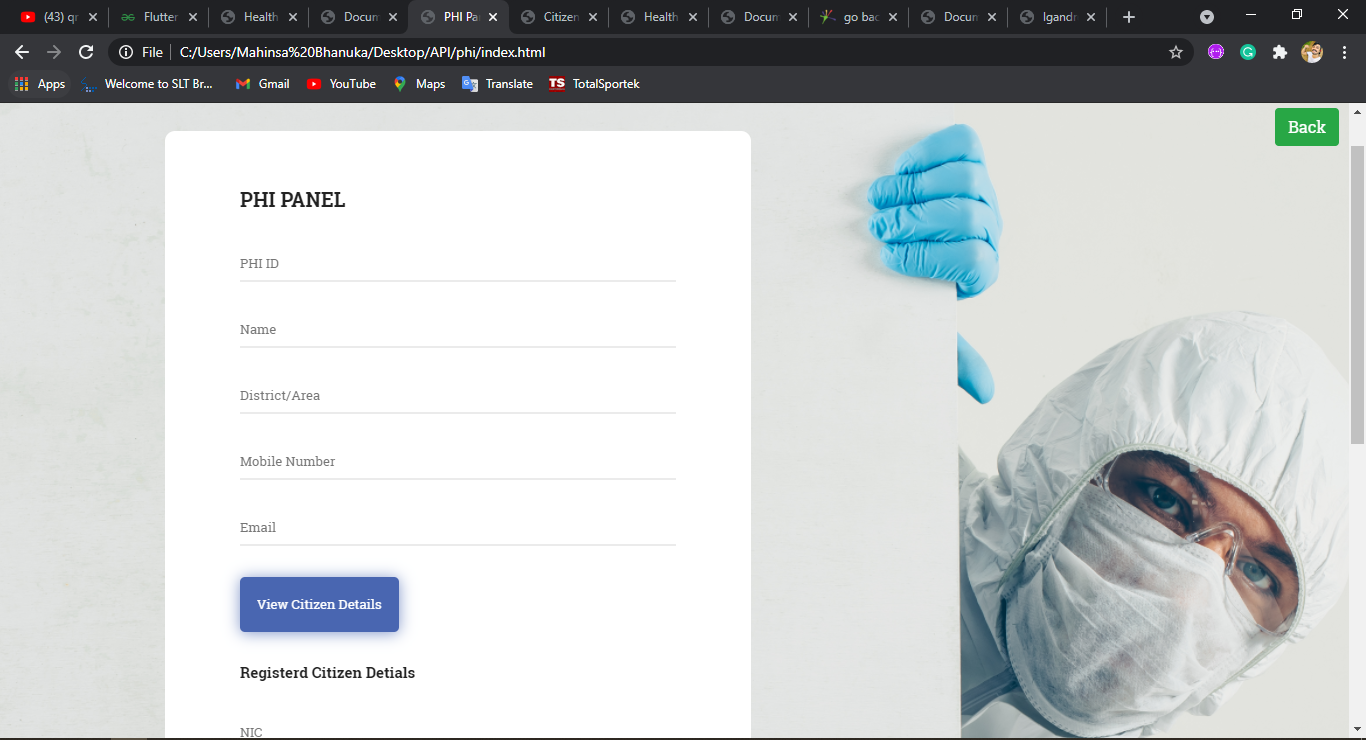 (43) qr Flutter Health Docum PHI Pa Citizen Health Docum go bac Docum Igandr
File C:/Users/Mahinsa%20Bhanuka/Desktop/API/phi/index.html
Apps Welcome to SLT Br... Gmail YouTube Maps Translate TS TotalSportek
Back
PHI PANEL
PHI ID
Name
District/Area
Mobile Number
Email
View Citizen Details
Registerd Citizen Detials
NIC